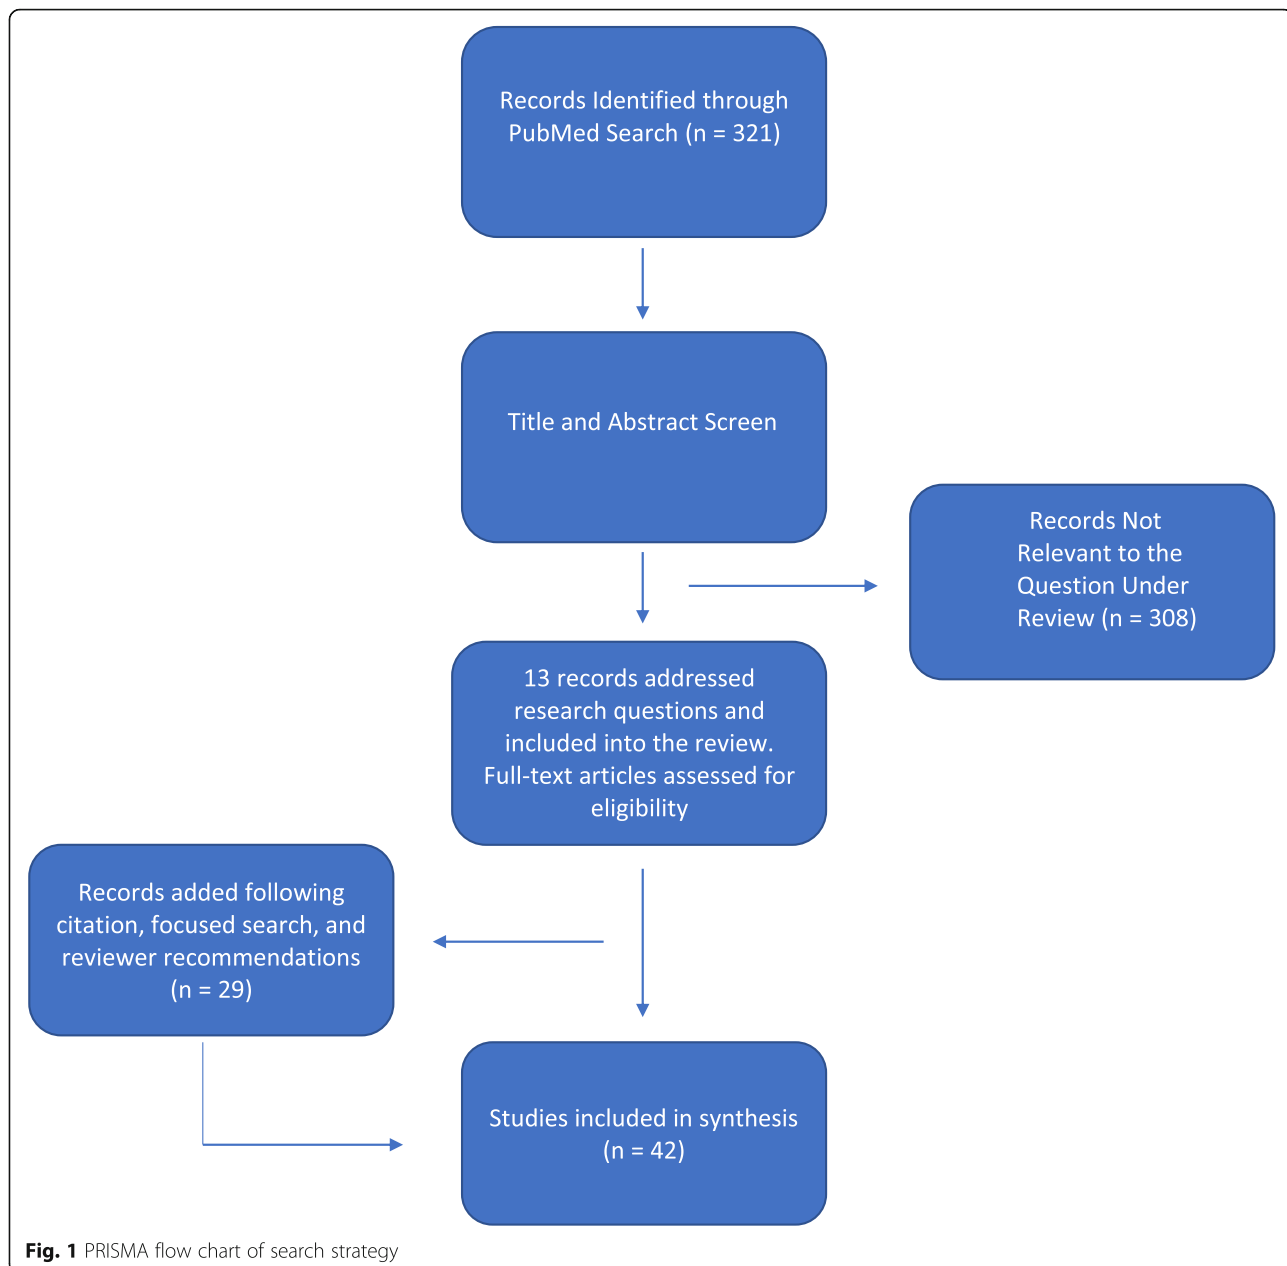 Records Identified through
PubMed Search (n = 321)
Title and Abstract Screen
Records Not
Relevant to the
Question Under
Review (n = 308)
13 records addressed
research questions and
included into the review.
Full-text articles assessed for
eligibility
Records added following
citation, focused search, and
reviewer recommendations
(n = 29)
Studies included in synthesis
(n = 42)
Fig. 1 PRISMA flow chart of search strategy